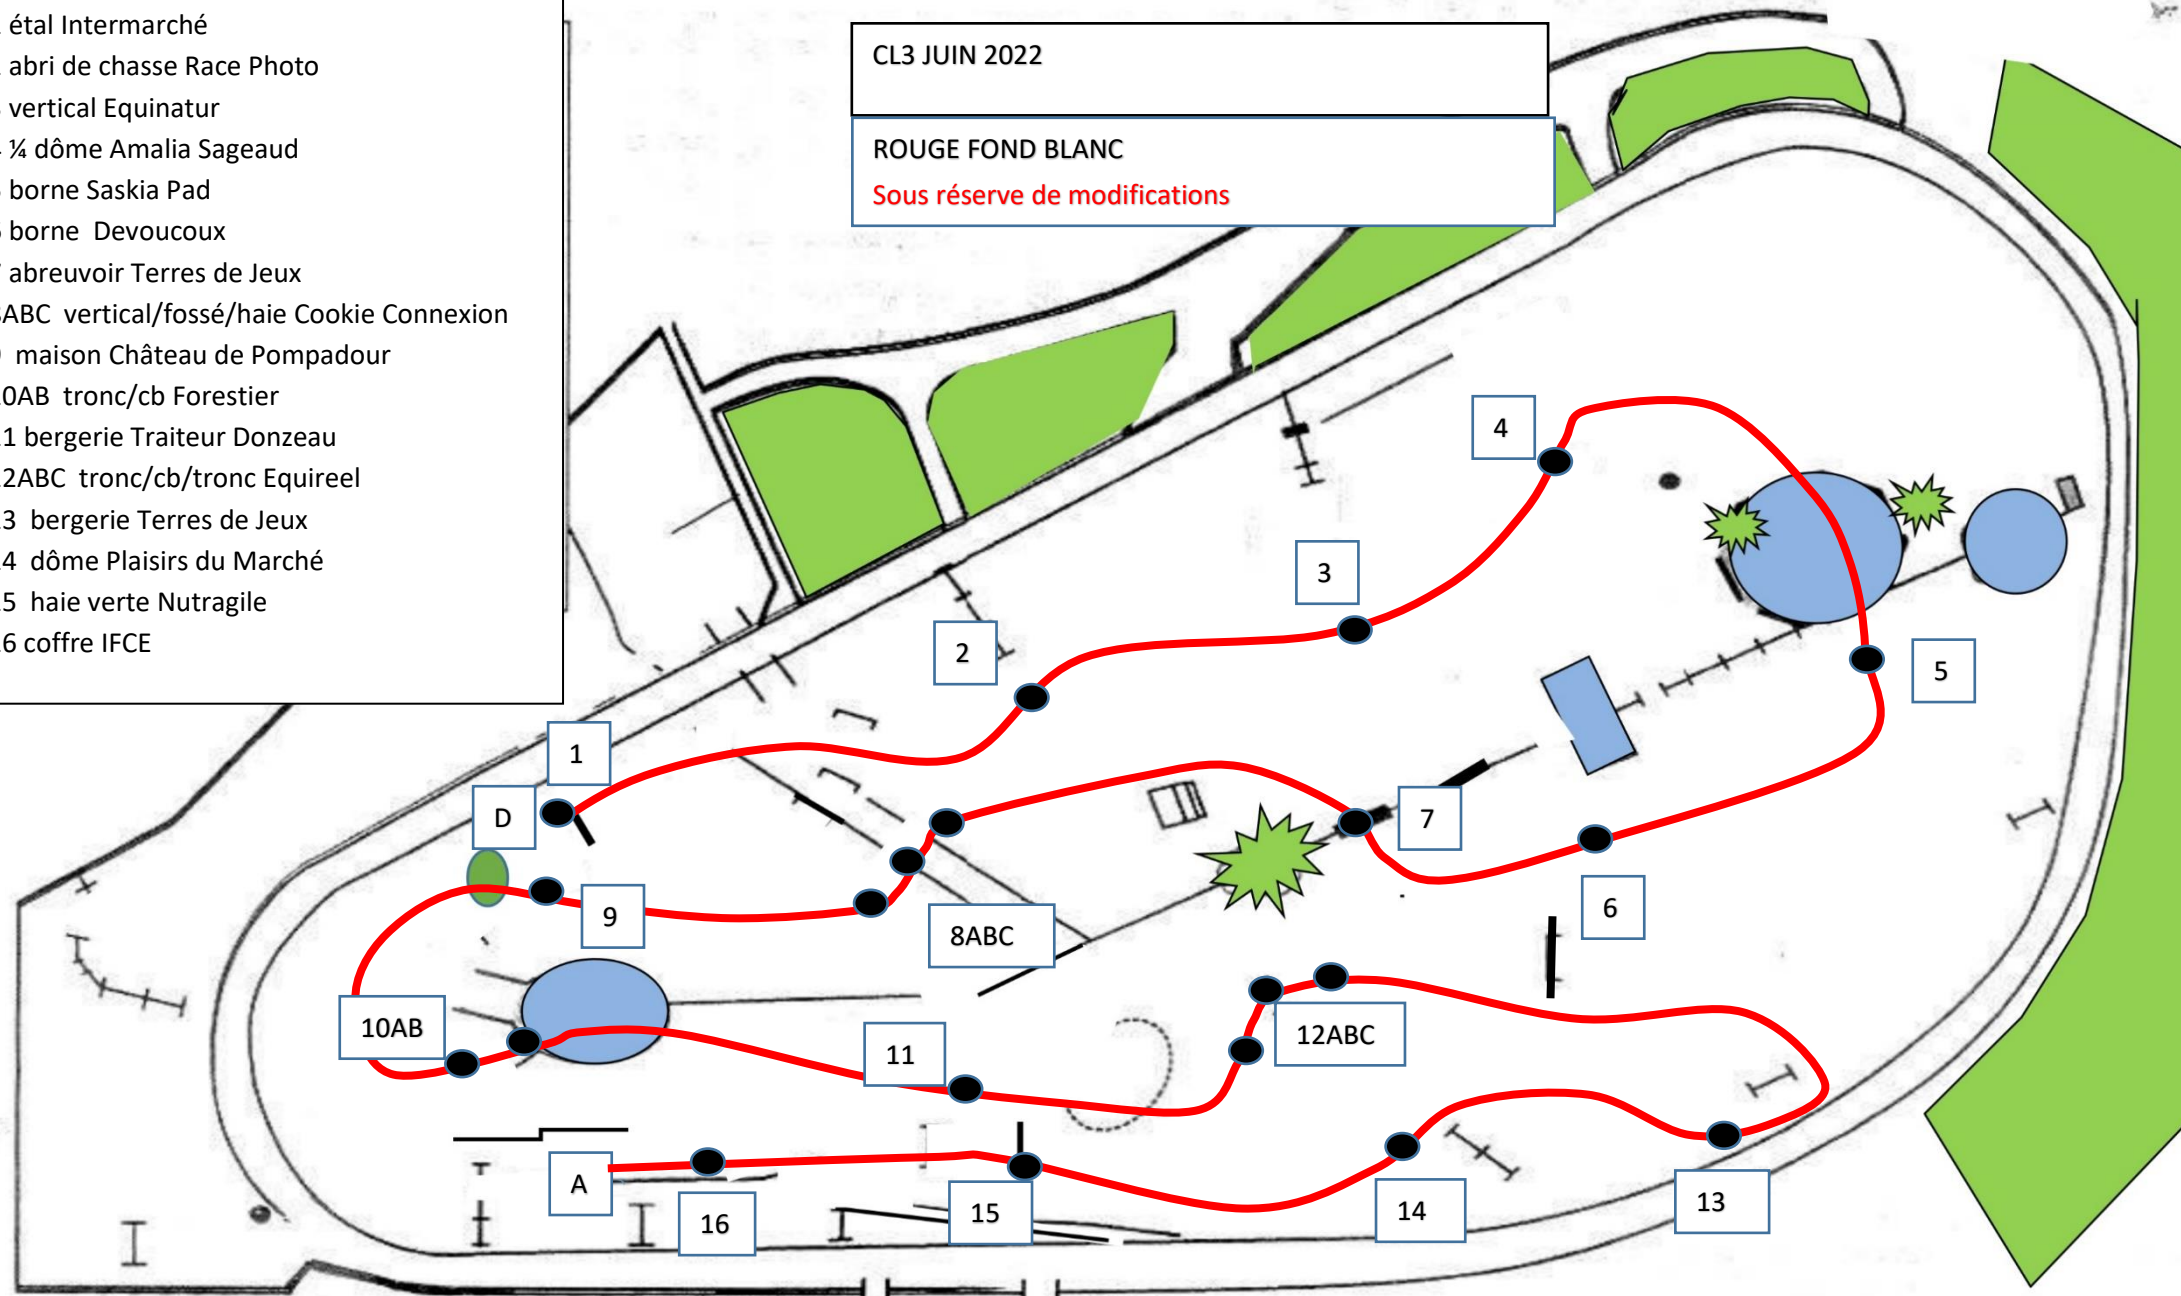 étal Intermarché
abri de chasse Race Photo
vertical Equinatur
¼ dôme Amalia Sageaud
borne Saskia Pad
borne Devoucoux
abreuvoir Terres de Jeux
ABC vertical/fossé/haie Cookie Connexion
maison Château de Pompadour
0AB tronc/cb Forestier
1 bergerie Traiteur Donzeau
2ABC tronc/cb/tronc Equireel
3 bergerie Terres de Jeux
4 dôme Plaisirs du Marché
5 haie verte Nutragile
6 coffre IFCE
CL3 JUIN 2022
ROUGE FOND BLANC
Sous réserve de modifications
4
3
2
5
1
D
7
9
6
8ABC
10AB
11
12ABC
A
16
15
14
13